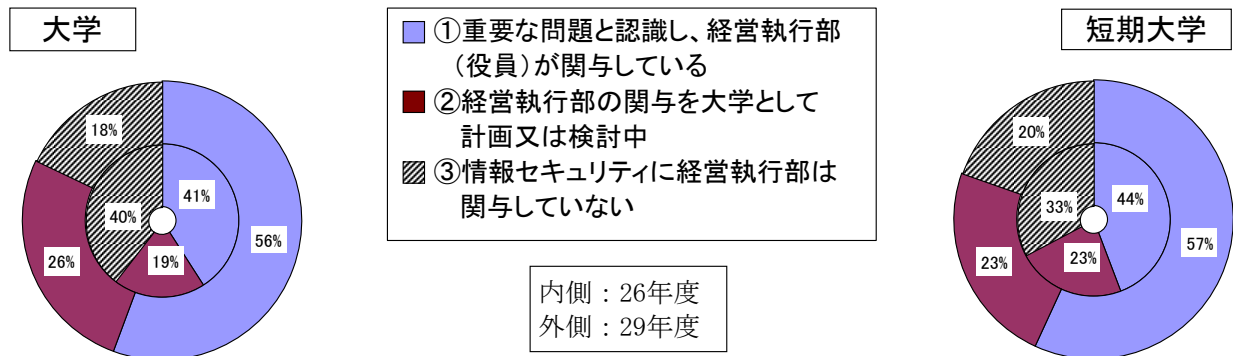 大学
18%
41%
40%
56%
26%
19%
①重要な問題と認識し、経営執行部
（役員）が関与している
②経営執行部の関与を大学として
計画又は検討中
③情報セキュリティに経営執行部は
関与していない
内側：26年度
外側：29年度
短期大学
20%
44%
33%
57%
23%
23%